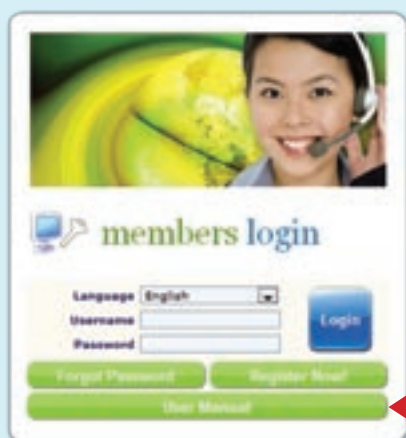 members login
Language English
Username
Password
Login
Forgot Password Register Now!
User Manual